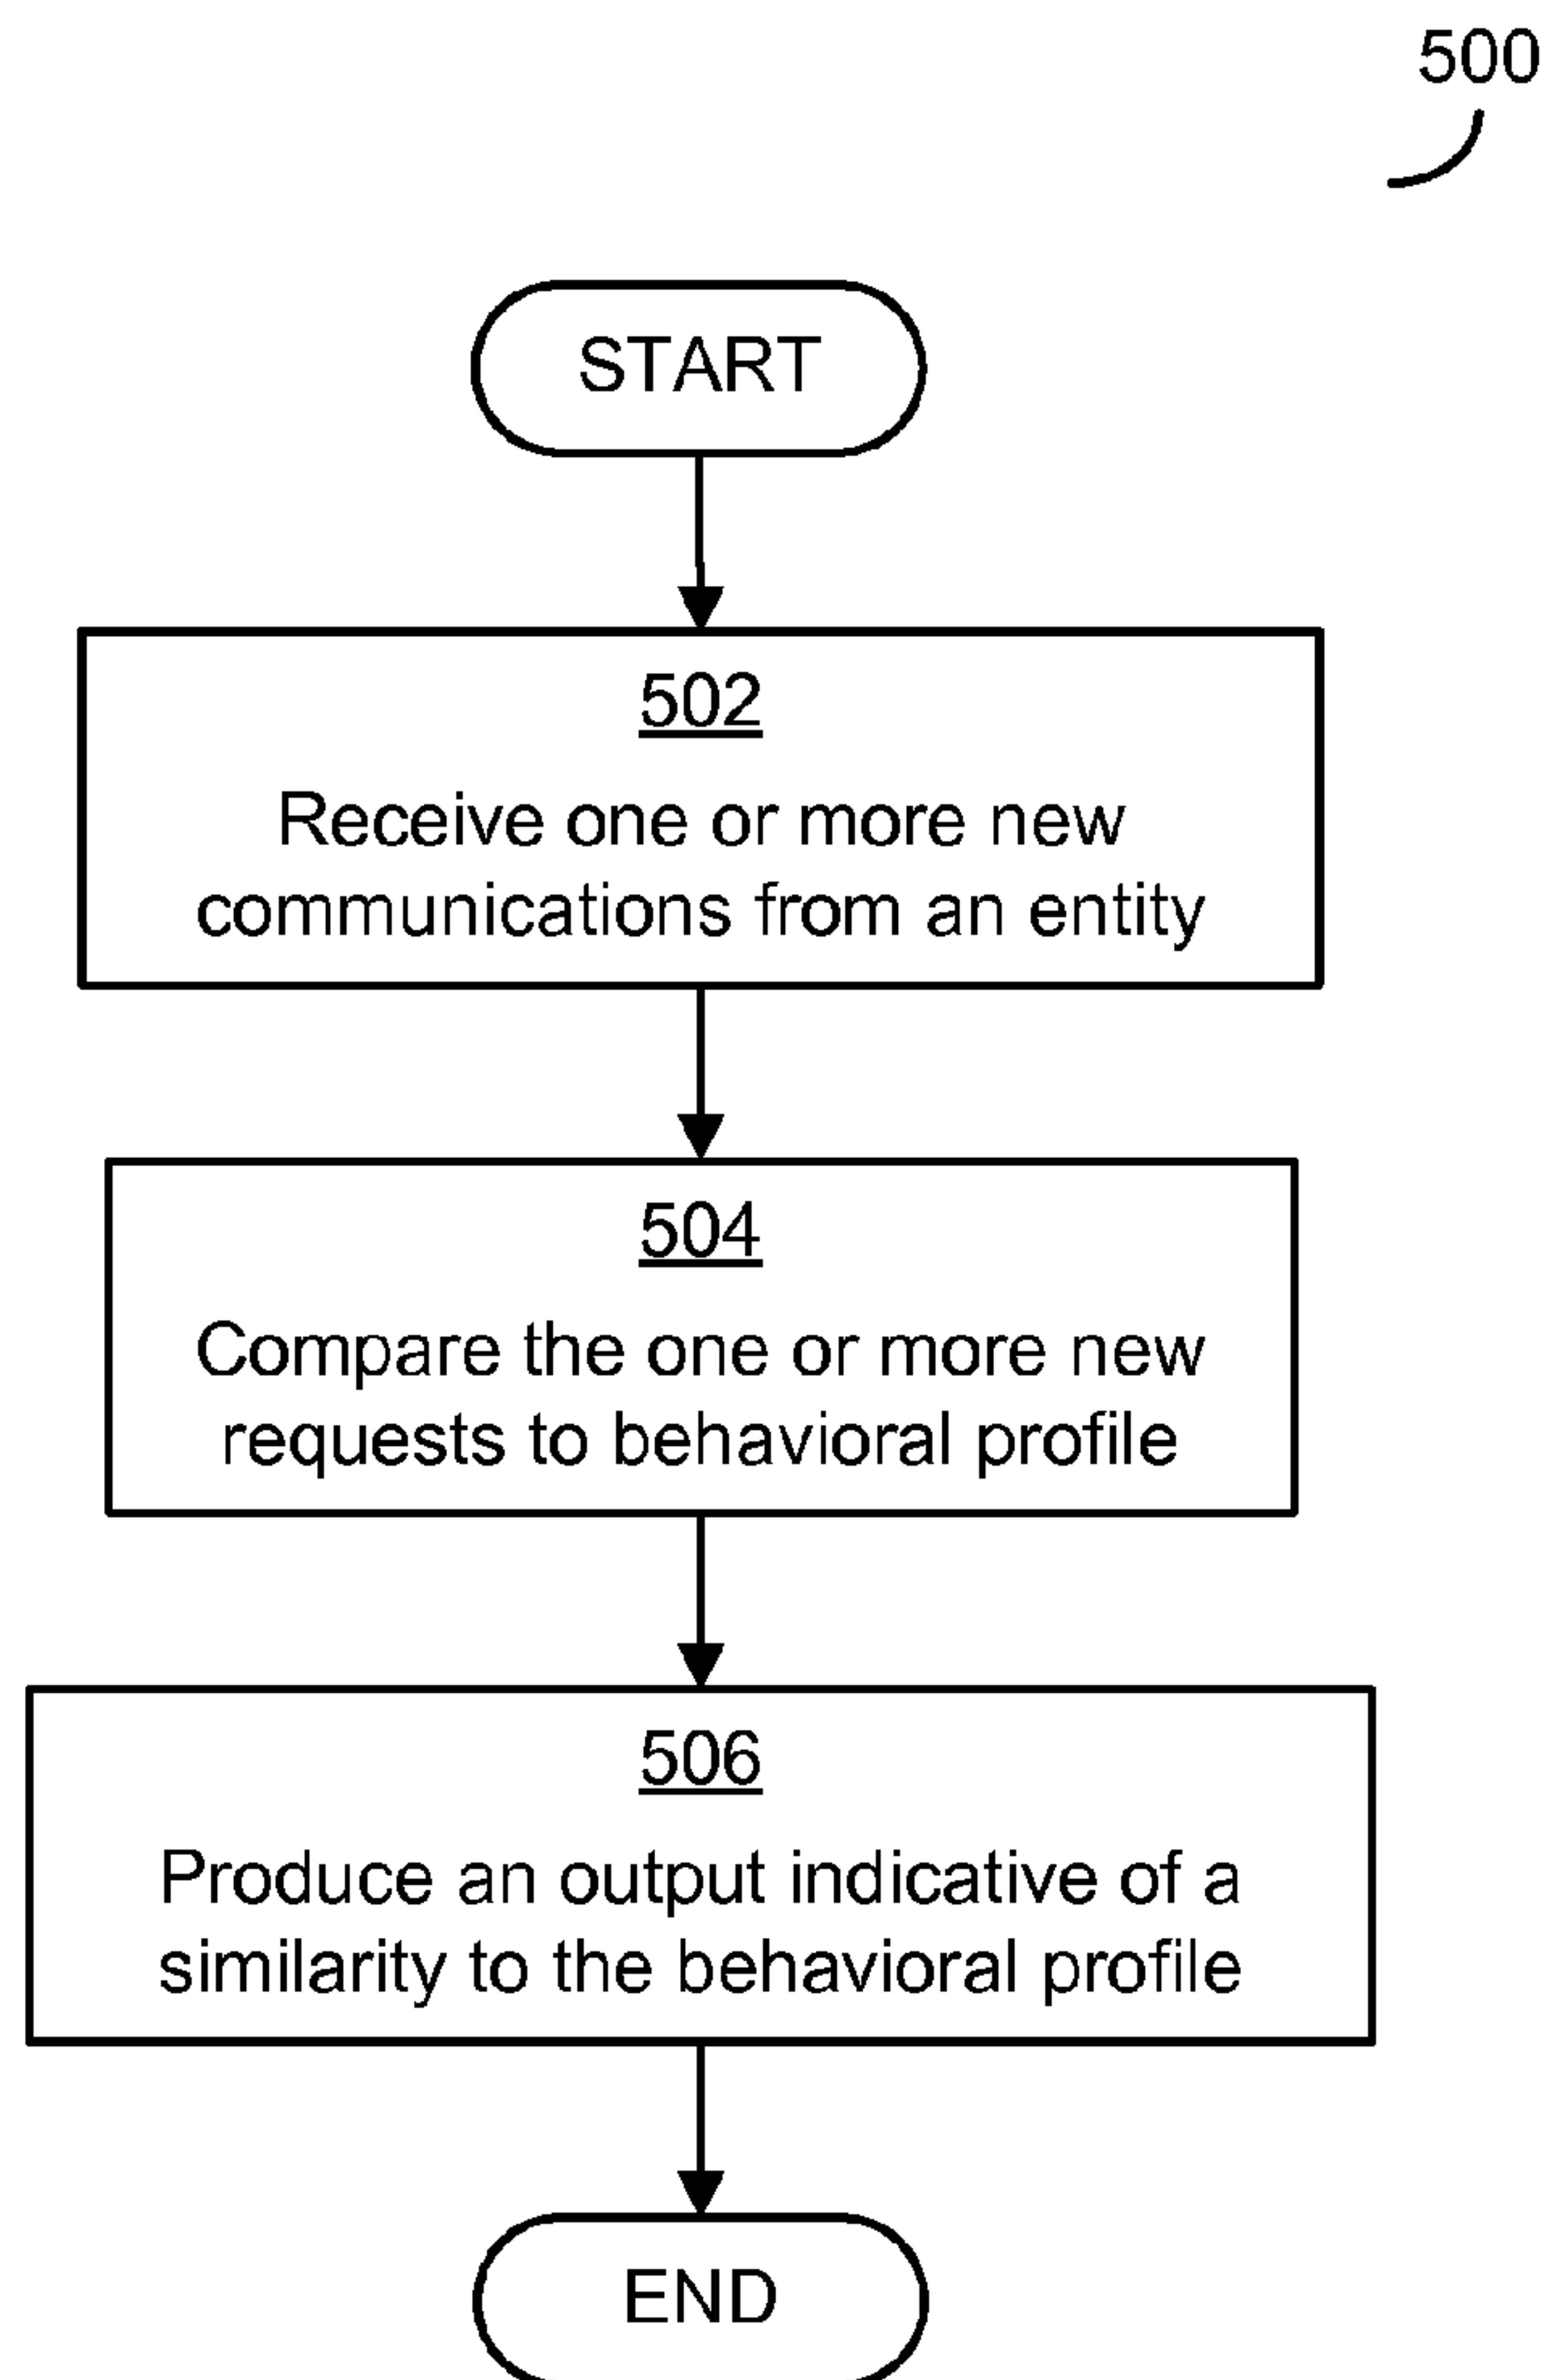 500
START
502
Receive one or more new
communications from an entity
504
Compare the one or more new
requests to behavioral profile
506
Produce an output indicative of a
similarity to the behavioral profile
END